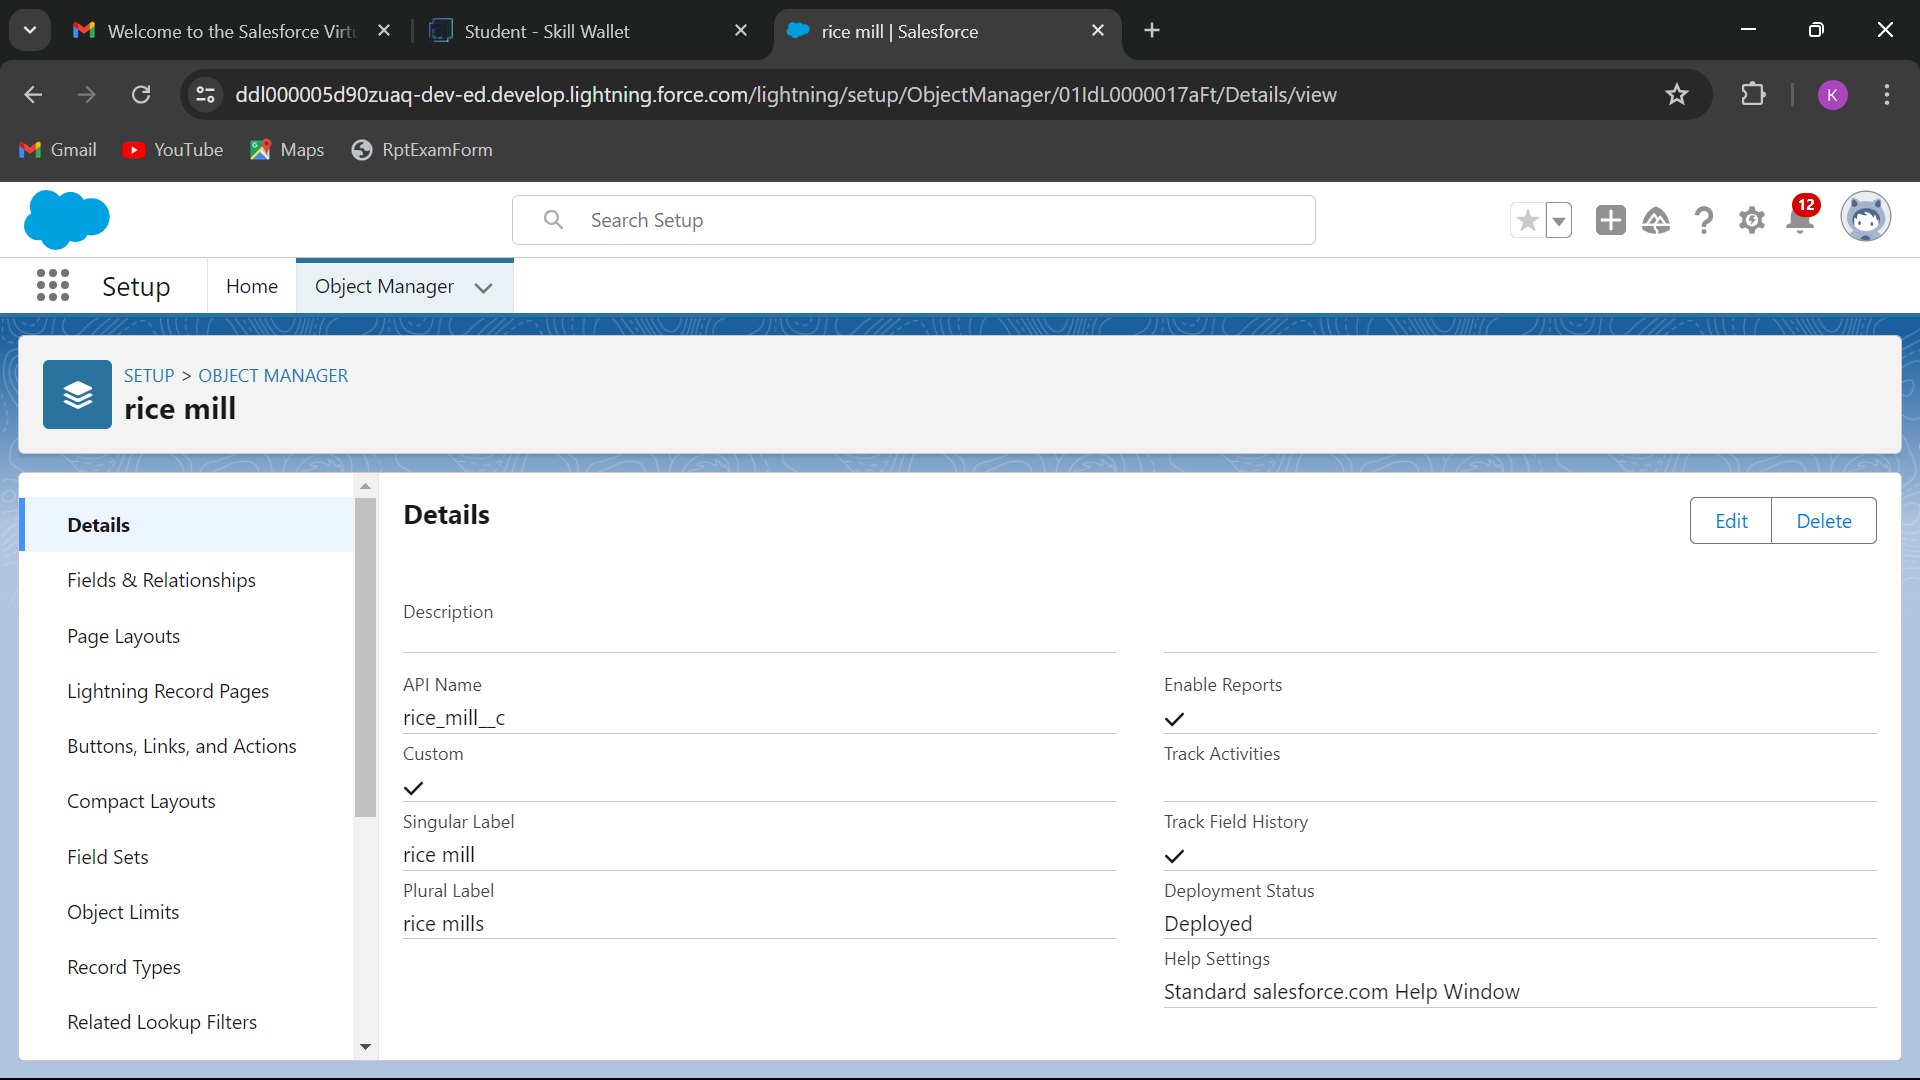 Welcome to the Salesforce Virtu
Student - Skill Wallet
rice mill | Salesforce
ddl000005d90zuaq-dev-ed.develop.lightning.force.com/lightning/setup/ObjectManager/01IdL0000017aFt/Details/view
K
Gmail
YouTube
Maps
RptExamForm
Search Setup
12
Setup
Home
Object Manager
SETUP > OBJECT MANAGER
rice mill
Details
Fields & Relationships
Page Layouts
Lightning Record Pages
Buttons, Links, and Actions
Compact Layouts
Field Sets
Object Limits
Record Types
Related Lookup Filters
Details
Edit
Delete
Description
API Name
rice_mill__c
Custom
Singular Label
rice mill
Plural Label
rice mills
Enable Reports
Track Activities
Track Field History
Deployment Status
Deployed
Help Settings
Standard salesforce.com Help Window